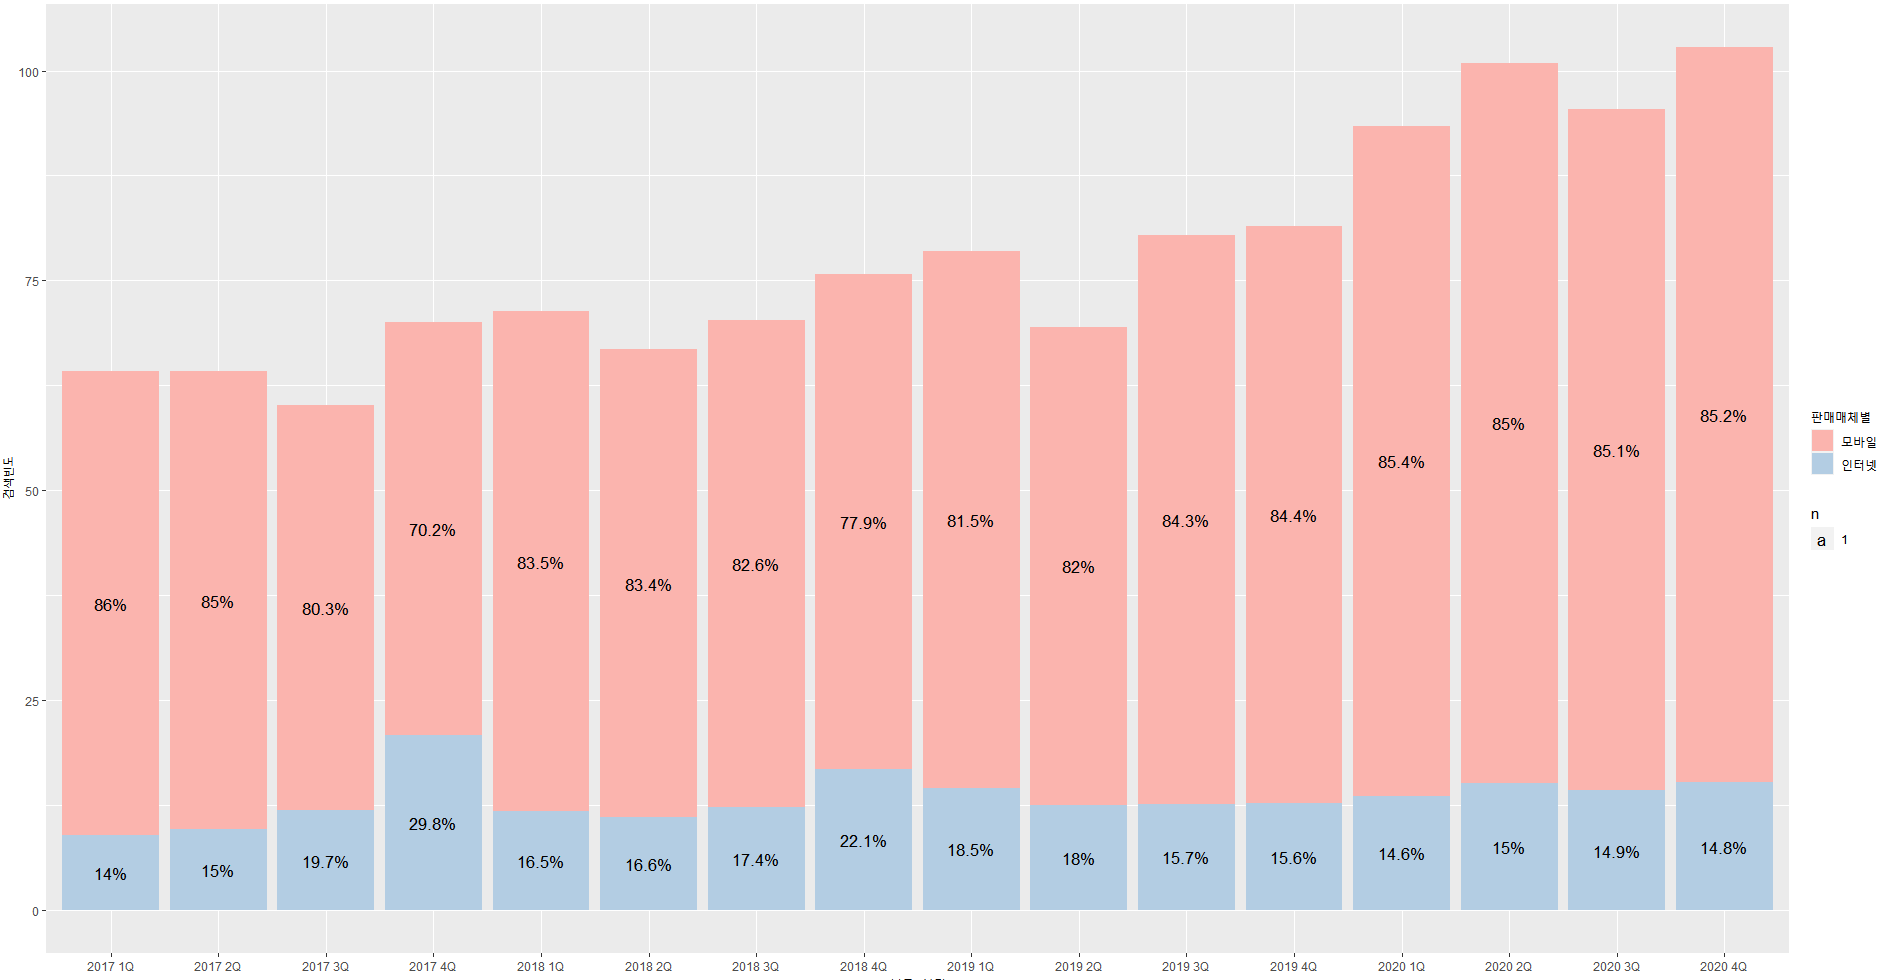 100
75
50
25
0
검색빈도
86%
85%
80.3%
70.2%
83.5%
83.4%
82.6%
77.9%
81.5%
82%
84.3%
84.4%
85.4%
85%
85.1%
85.2%
14%
15%
19.7%
29.8%
16.5%
16.6%
17.4%
22.1%
18.5%
18%
15.7%
15.6%
14.6%
15%
14.9%
14.8%
2017 1Q
2017 2Q
2017 3Q
2017 4Q
2018 1Q
2018 2Q
2018 3Q
2018 4Q
2019 1Q
2019 2Q
2019 3Q
2019 4Q
2020 1Q
2020 2Q
2020 3Q
2020 4Q
판매매체별
모바일
인터넷
n
a 1